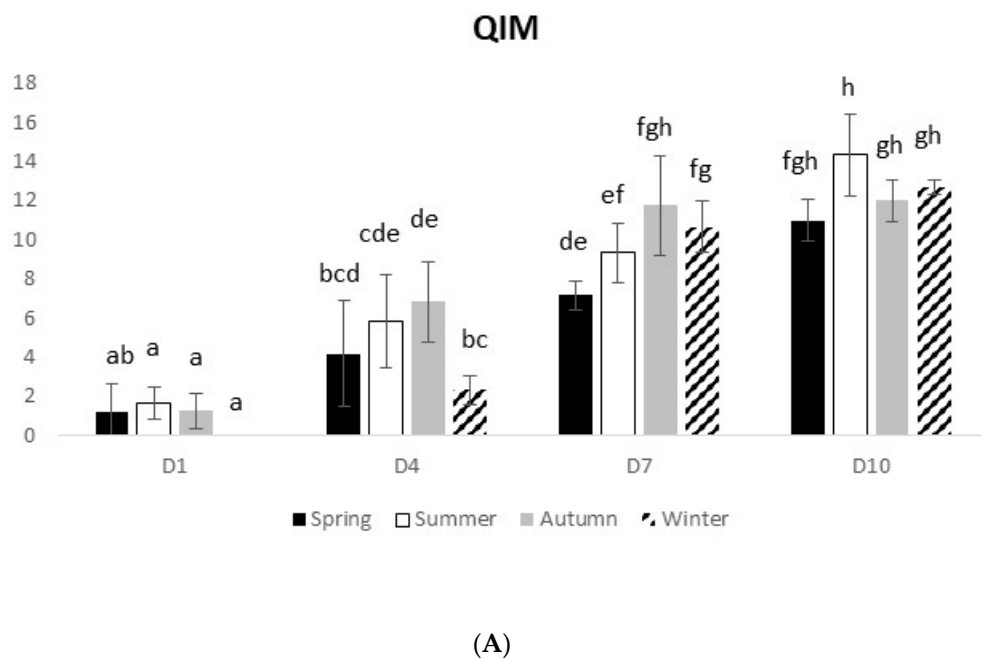 QIM
18
16
14
12
10
8
6
4
2
0
ab a a a
bcd cde de bc
de ef fgh fg
fgh h gh gh
D1 D4 D7 D10
Spring Summer Autumn Winter
(A)